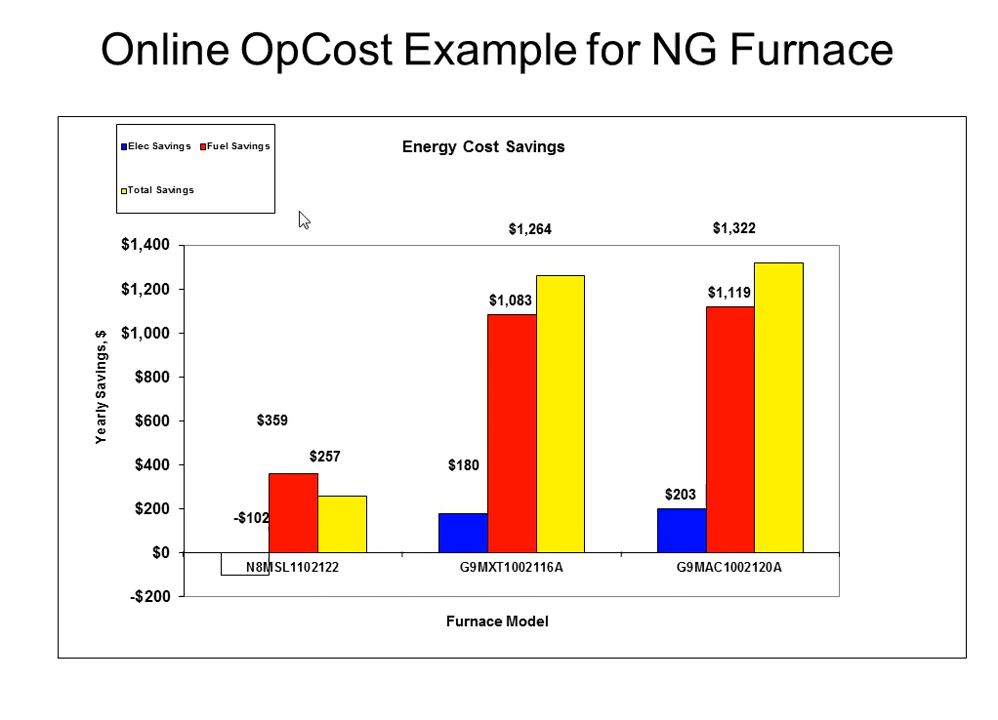 Online OpCost Example for NG Furnace
Elec Savings Fuel Savings
Total Savings
Energy Cost Savings
$1,264 $1,322
$1,400
$1,200
$1,083 $1,119
$1,000
$800
$600
$359
$400
$257
$180
$203
$200
-$102
$0
N8MSL1102122 G9MXT1002116A G9MAC1002120A
-$200
Yearly Savings, $
Furnace Model